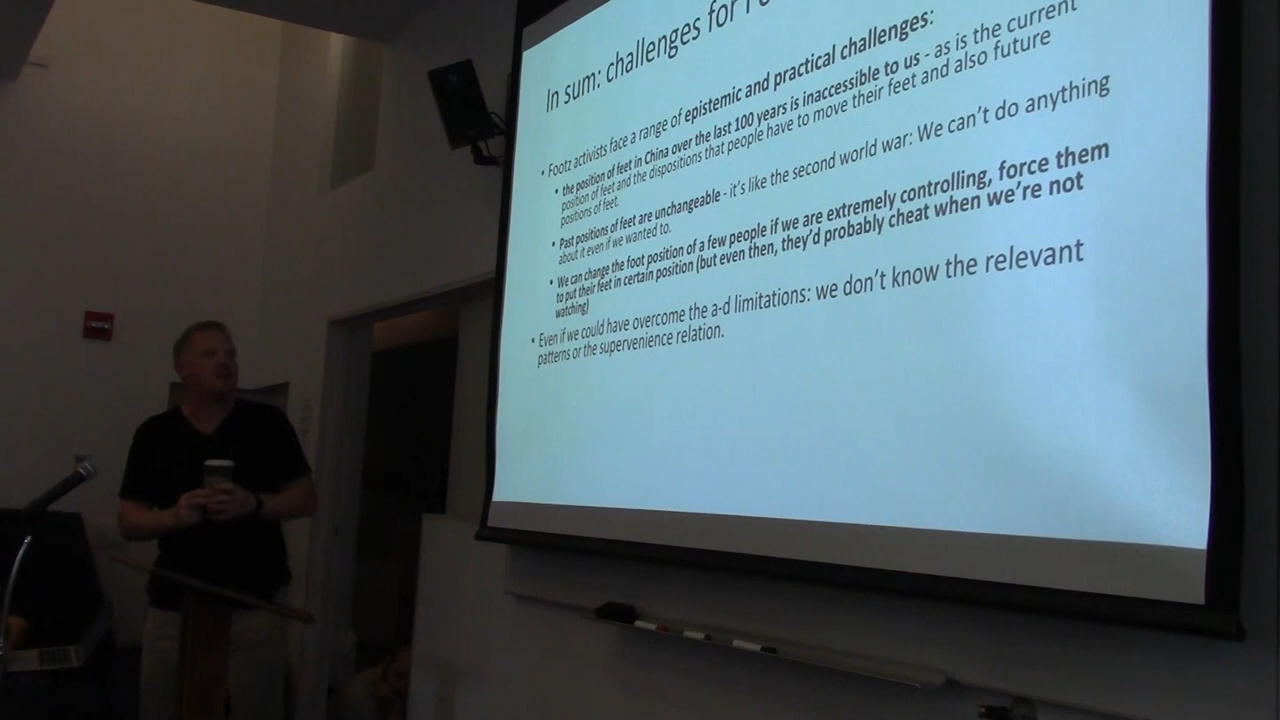 In sum: challenges for
• Footz activists face a range of epistemic and practical challenges:
• the position of feet in China over the last 100 years is inaccessible to us - as is the current
position of feet and the dispositions that people have to move their feet and also future
positions of feet.
• Past positions of feet are unchangeable - it's like the second world war: We can't do anything
about it even if we wanted to.
• We can change the foot position of a few people if we are extremely controlling, force them
to put their feet in certain position (but even then, they'd probably cheat when we're not
watching)
• Even if we could have overcome the a-d limitations: we don't know the relevant
patterns or the supervenience relation.